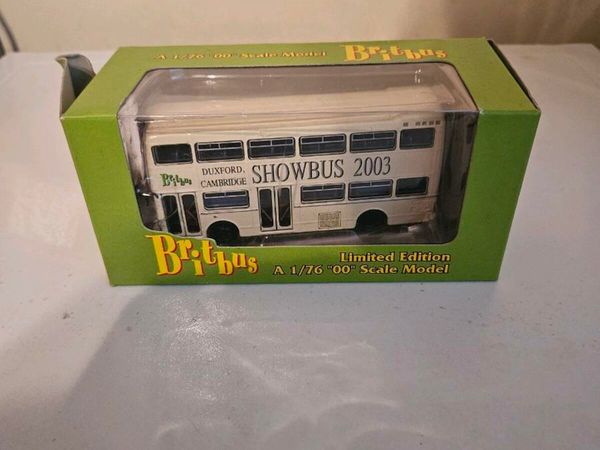 A 1/76 "00" Scale Model Britbus
DUXFORD,
CAMBRIDGE SHOWBUS 2003
Britbus
Britbus
Limited Edition
A 1/76 "00" Scale Model